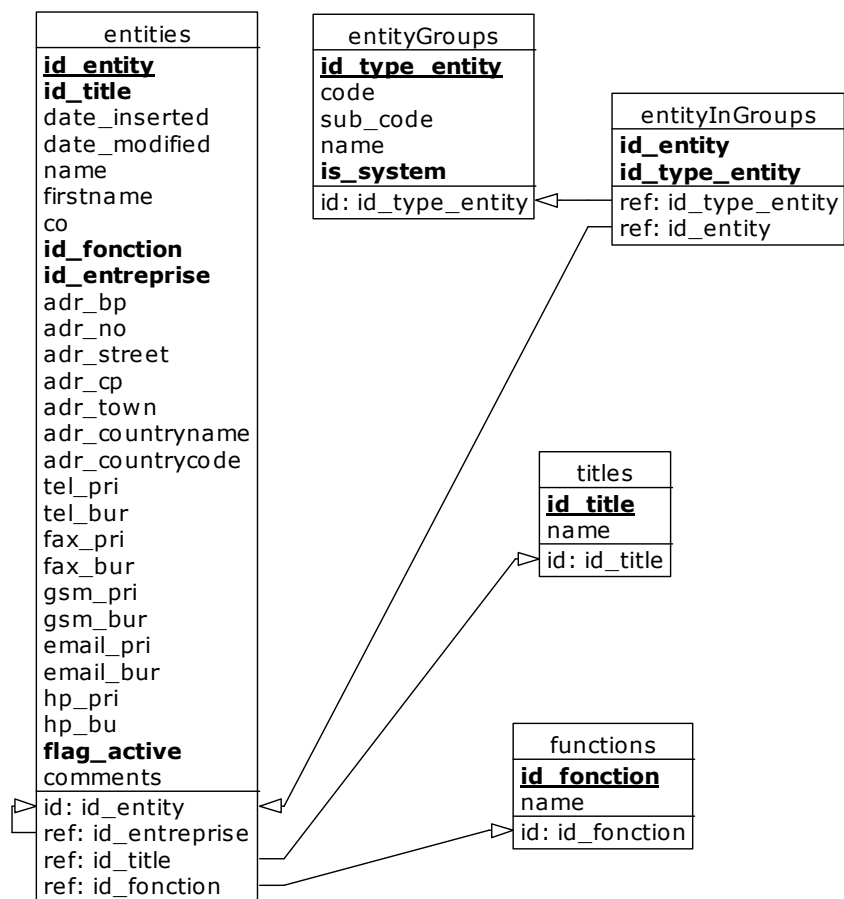 entities
id_entity
id_title
date_inserted
date_modified
name
firstname
co
id_fonction
id_entreprise
adr_bp
adr_no
adr_street
adr_cp
adr_town
adr_countryname
adr_countrycode
tel_pri
tel_bur
fax_pri
fax_bur
gsm_pri
gsm_bur
email_pri
email_bur
hp_pri
hp_bu
flag_active
comments
id: id_entity
ref: id_entreprise
ref: id_title
ref: id_fonction
entityGroups
id_type_entity
code
sub_code
name
is_system
id: id_type_entity
entityInGroups
id_entity
id_type_entity
ref: id_type_entity
ref: id_entity
titles
id_title
name
id: id_title
functions
id_fonction
name
id: id_fonction